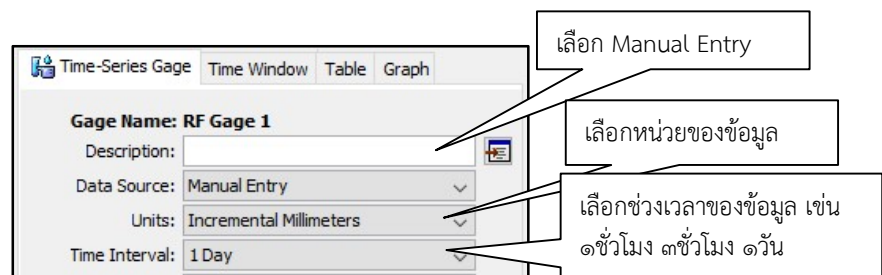 เลือก Manual Entry
Time-Series Gage Time Window Table Graph
Gage Name: RF Gage 1
เลือกหน่วยของข้อมูล
Description:
Data Source: Manual Entry
Units: Incremental Millimeters
เลือกช่วงเวลาของข้อมูล เช่น
๑ชั่วโมง ๓ชั่วโมง ๑วัน
Time Interval: 1 Day